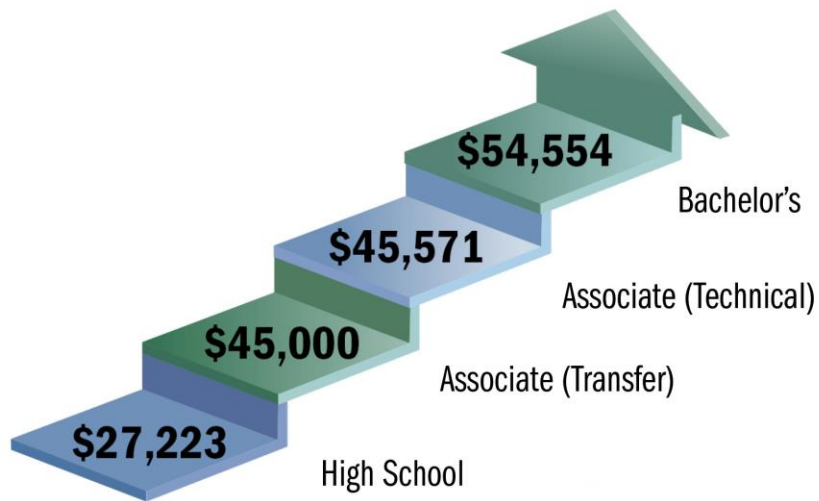 $54,554
Bachelor's
$45,571
Associate (Technical)
$45,000
Associate (Transfer)
$27,223
High School